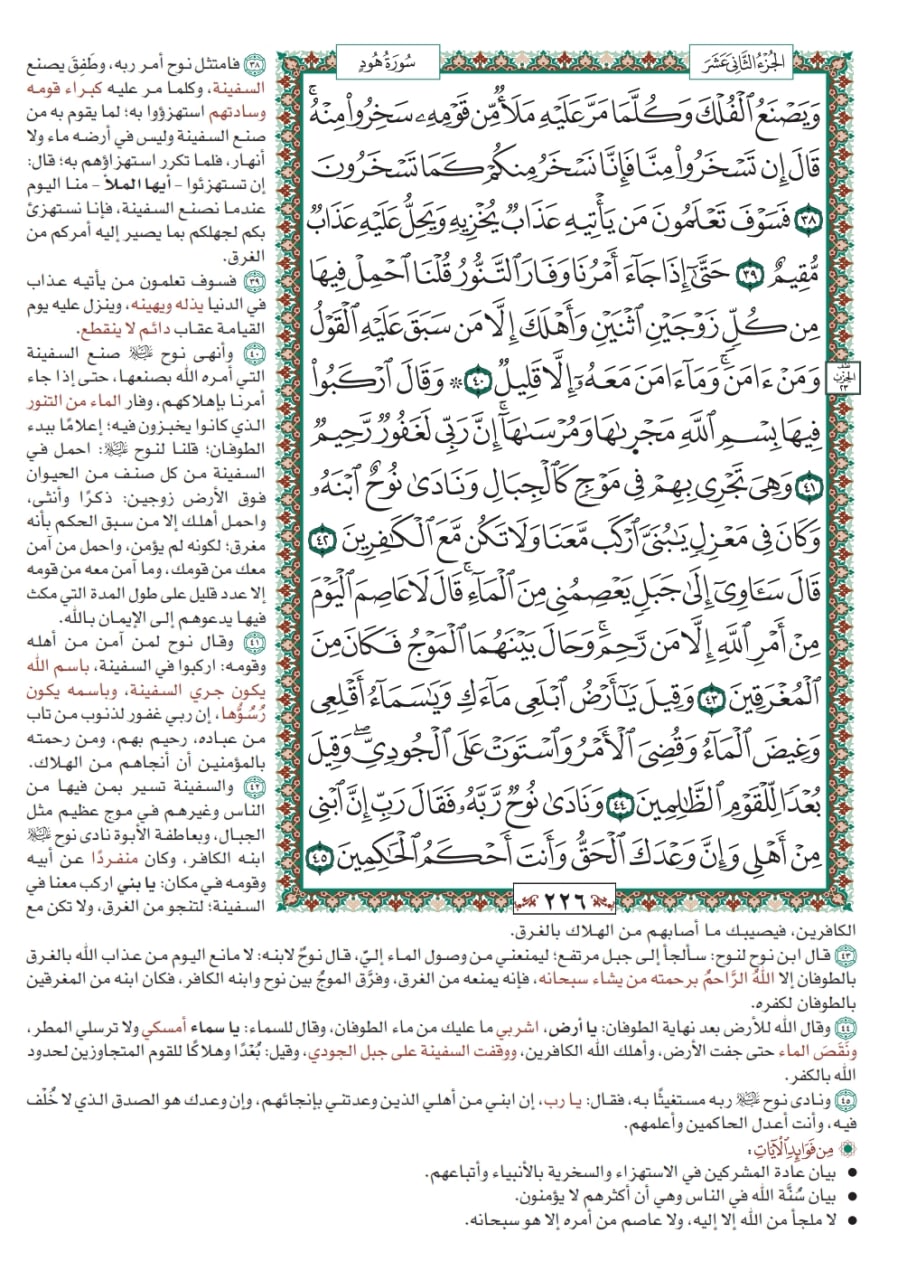 الجُزْءُ الثَّانِي عَشَرَ
سُورَةُ هُودٍ
وَيَصْنَعُ ٱلْفُلْكَ وَكُلَّمَا مَرَّ عَلَيْهِ مَلَأٌ مِّن قَوْمِهِۦ سَخِرُوا۟ مِنْهُۚ
قَالَ إِن تَسْخَرُوا۟ مِنَّا فَإِنَّا نَسْخَرُ مِنكُمْ كَمَا تَسْخَرُونَ
٣٨ فَسَوْفَ تَعْلَمُونَ مَن يَأْتِيهِ عَذَابٌ يُخْزِيهِ وَيَحِلُّ عَلَيْهِ عَذَابٌ
مُّقِيمٌ ٣٩ حَتَّىٰٓ إِذَا جَآءَ أَمْرُنَا وَفَارَ ٱلتَّنُّورُ قُلْنَا ٱحْمِلْ فِيهَا
مِن كُلٍّ زَوْجَيْنِ ٱثْنَيْنِ وَأَهْلَكَ إِلَّا مَن سَبَقَ عَلَيْهِ ٱلْقَوْلُ
وَمَنْ ءَامَنَۚ وَمَآ ءَامَنَ مَعَهُۥٓ إِلَّا قَلِيلٌ ٤٠ ۞ وَقَالَ ٱرْكَبُوا۟
فِيهَا بِسْمِ ٱللَّهِ مَجْر۪ىٰهَا وَمُرْسَىٰهَآۚ إِنَّ رَبِّى لَغَفُورٌ رَّحِيمٌ
٤١ وَهِىَ تَجْرِى بِهِمْ فِى مَوْجٍ كَٱلْجِبَالِ وَنَادَىٰ نُوحٌ ٱبْنَهُۥ
وَكَانَ فِى مَعْزِلٍ يَـٰبُنَىَّ ٱرْكَب مَّعَنَا وَلَا تَكُن مَّعَ ٱلْكَـٰفِرِينَ ٤٢
قَالَ سَـَٔاوِىٓ إِلَىٰ جَبَلٍ يَعْصِمُنِى مِنَ ٱلْمَآءِۚ قَالَ لَا عَاصِمَ ٱلْيَوْمَ
مِنْ أَمْرِ ٱللَّهِ إِلَّا مَن رَّحِمَۚ وَحَالَ بَيْنَهُمَا ٱلْمَوْجُ فَكَانَ مِنَ
ٱلْمُغْرَقِينَ ٤٣ وَقِيلَ يَـٰٓأَرْضُ ٱبْلَعِى مَآءَكِ وَيَـٰسَمَآءُ أَقْلِعِى
وَغِيضَ ٱلْمَآءُ وَقُضِىَ ٱلْأَمْرُ وَٱسْتَوَتْ عَلَى ٱلْجُودِىِّۖ وَقِيلَ
بُعْدًا لِّلْقَوْمِ ٱلظَّـٰلِمِينَ ٤٤ وَنَادَىٰ نُوحٌ رَّبَّهُۥ فَقَالَ رَبِّ إِنَّ ٱبْنِى
مِنْ أَهْلِى وَإِنَّ وَعْدَكَ ٱلْحَقُّ وَأَنتَ أَحْكَمُ ٱلْحَـٰكِمِينَ ٤٥
الحزب
٢٣
٢٢٦
٣٨ فامتثل نوح أمر ربه، وطَفِقَ يصنع
السفينة، وكلما مر عليه كبراء قومه
وسادتهم استهزؤوا به؛ لما يقوم به من
صنع السفينة وليس في أرضه ماء ولا
أنهار، فلما تكرر استهزاؤهم به؛ قال:
إن تستهزئوا - أيها الملأ - منا اليوم
عندما نصنع السفينة، فإنا نستهزئ
بكم لجهلكم بما يصير إليه أمركم من
الغرق.
٣٩ فسوف تعلمون من يأتيه عذاب
في الدنيا يذله ويهينه، وينزل عليه يوم
القيامة عقاب دائم لا ينقطع.
٤٠ وأنهى نوح ﷺ صنع السفينة
التي أمره الله بصنعها، حتى إذا جاء
أمرنا بإهلاكهم، وفار الماء من التنور
الذي كانوا يخبزون فيه؛ إعلامًا ببدء
الطوفان؛ قلنا لنوح ﷺ: احمل في
السفينة من كل صنف من الحيوان
فوق الأرض زوجين: ذكرًا وأنثى،
واحمل أهلك إلا من سبق الحكم بأنه
مغرق؛ لكونه لم يؤمن، واحمل من آمن
معك من قومك، وما آمن معه من قومه
إلا عدد قليل على طول المدة التي مكث
فيها يدعوهم إلى الإيمان بالله.
٤١ وقال نوح لمن آمن من أهله
وقومه: اركبوا في السفينة، باسم الله
يكون جري السفينة، وباسمه يكون
رُسُوُّها، إن ربي غفور لذنوب من تاب
من عباده، رحيم بهم، ومن رحمته
بالمؤمنين أن أنجاهم من الهلاك.
٤٢ والسفينة تسير بمن فيها من
الناس وغيرهم في موج عظيم مثل
الجبال، وبعاطفة الأبوة نادى نوح ﷺ
ابنه الكافر، وكان منفردًا عن أبيه
وقومه في مكان: يا بني اركب معنا في
السفينة؛ لتنجو من الغرق، ولا تكن مع
الكافرين، فيصيبك ما أصابهم من الهلاك بالغرق.
٤٣ قال ابن نوح لنوح: سألجأ إلى جبل مرتفع؛ ليمنعني من وصول الماء إليّ، قال نوحٌ لابنه: لا مانع اليوم من عذاب الله بالغرق
بالطوفان إلا اللهُ الرَّاحمُ برحمته من يشاء سبحانه، فإنه يمنعه من الغرق، وفرَّق الموجُ بين نوح وابنه الكافر، فكان ابنه من المغرقين
بالطوفان لكفره.
٤٤ وقال الله للأرض بعد نهاية الطوفان: يا أرض، اشربي ما عليك من ماء الطوفان، وقال للسماء: يا سماء أمسكي ولا ترسلي المطر،
ونَقَصَ الماء حتى جفت الأرض، وأهلك الله الكافرين، ووقفت السفينة على جبل الجودي، وقيل: بُعْدًا وهلاكًا للقوم المتجاوزين لحدود
الله بالكفر.
٤٥ ونادى نوح ﷺ ربه مستغيثًا به، فقال: يا رب، إن ابني من أهلي الذين وعدتني بإنجائهم، وإن وعدك هو الصدق الذي لا خُلْف
فيه، وأنت أعدل الحاكمين وأعلمهم.
مِن فَوَائِدِ الْآيَاتِ:
● بيان عادة المشركين في الاستهزاء والسخرية بالأنبياء وأتباعهم.
● بيان سُنَّة الله في الناس وهي أن أكثرهم لا يؤمنون.
● لا ملجأ من الله إلا إليه، ولا عاصم من أمره إلا هو سبحانه.